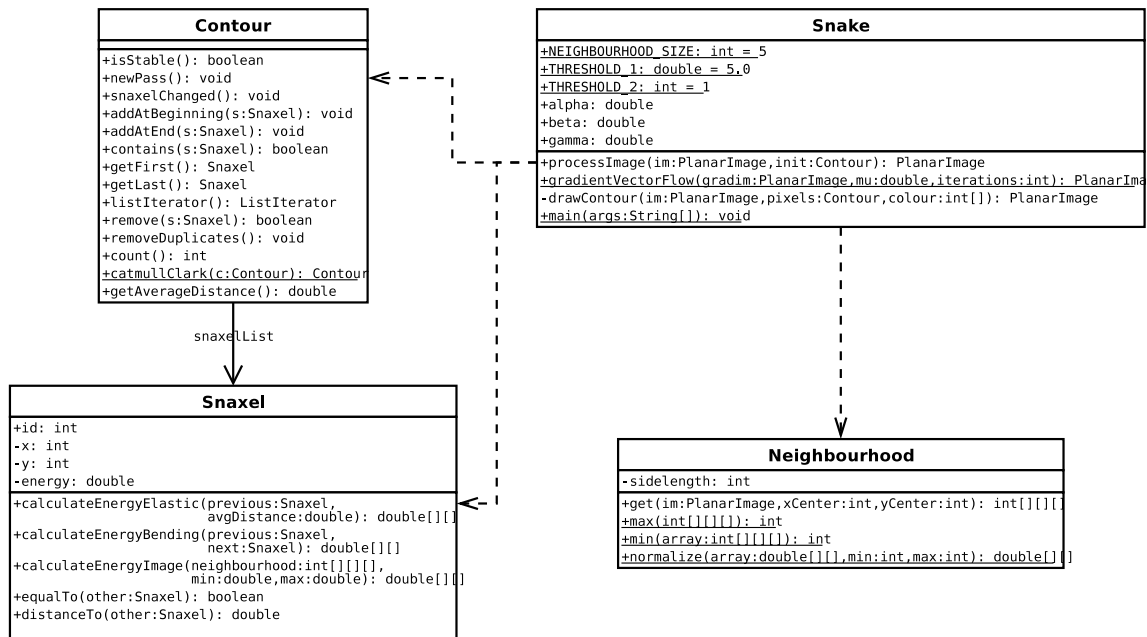 Contour
+isStable(): boolean
+newPass(): void
+snaxelChanged(): void
+addAtBeginning(s:Snaxel): void
+addAtEnd(s:Snaxel): void
+contains(s:Snaxel): boolean
+getFirst(): Snaxel
+getLast(): Snaxel
+listIterator(): ListIterator
+remove(s:Snaxel): boolean
+removeDuplicates(): void
+count(): int
+catmullClark(c:Contour): Contour
+getAverageDistance(): double
snaxelList
Snake
+NEIGHBOURHOOD_SIZE: int = 5
+THRESHOLD_1: double = 5.0
+THRESHOLD_2: int = 1
+alpha: double
+beta: double
+gamma: double
+processImage(im:PlanarImage,init:Contour): PlanarImage
+gradientVectorFlow(gradim:PlanarImage,mu:double,iterations:int): PlanarIma
-drawContour(im:PlanarImage,pixels:Contour,colour:int[]): PlanarImage
+main(args:String[]): void
Snaxel
+id: int
-x: int
-y: int
-energy: double
+calculateEnergyElastic(previous:Snaxel,
avgDistance:double): double[][]
+calculateEnergyBending(previous:Snaxel,
next:Snaxel): double[][]
+calculateEnergyImage(neighbourhood:int[][][],
min:double,max:double): double[][]
+equalTo(other:Snaxel): boolean
+distanceTo(other:Snaxel): double
Neighbourhood
-sidelength: int
+get(im:PlanarImage,xCenter:int,yCenter:int): int[][][]
+max(int[][][]): int
+min(array:int[][][]): int
+normalize(array:double[][],min:int,max:int): double[][]